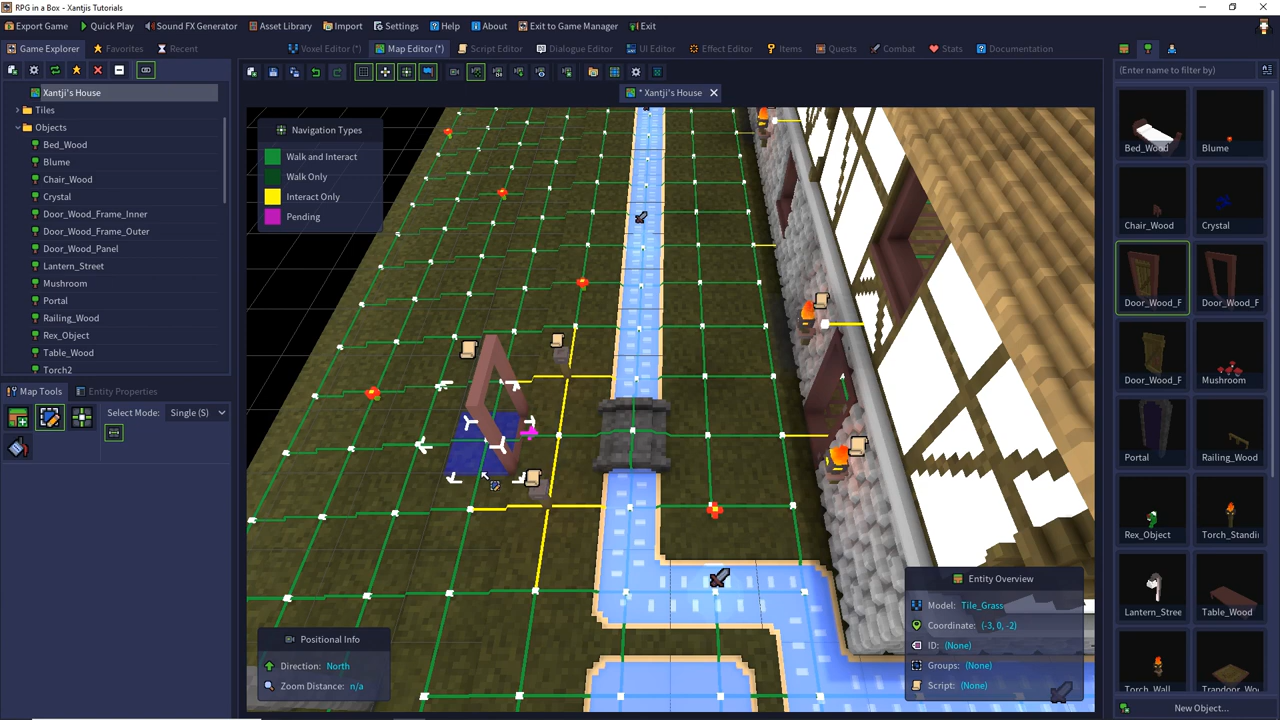 RPG in a Box - Xantjis Tutorials
Export Game Quick Play Sound FX Generator Asset Library Import Settings Help About Exit to Game Manager Exit
Game Explorer Favorites Recent
Voxel Editor (*) Map Editor (*) Script Editor Dialogue Editor UI Editor Effect Editor Items Quests Combat Stats Documentation
(Enter name to filter by)
* Xantji's House
Xantji's House
Tiles
Objects
Bed_Wood
Blume
Chair_Wood
Crystal
Door_Wood_Frame_Inner
Door_Wood_Frame_Outer
Door_Wood_Panel
Lantern_Street
Mushroom
Portal
Railing_Wood
Rex_Object
Table_Wood
Torch2
Map Tools Entity Properties
Select Mode: Single (S)
Navigation Types
Walk and Interact
Walk Only
Interact Only
Pending
Positional Info
Direction: North
Zoom Distance: n/a
Entity Overview
Model: Tile_Grass
Coordinate: (-3, 0, -2)
ID: (None)
Groups: (None)
Script: (None)
Bed_Wood Blume
Chair_Wood Crystal
Door_Wood_F Door_Wood_F
Door_Wood_F Mushroom
Portal Railing_Wood
Rex_Object Torch_Standi
Lantern_Stree Table_Wood
Torch_Wall Trapdoor_Wo
New Object...